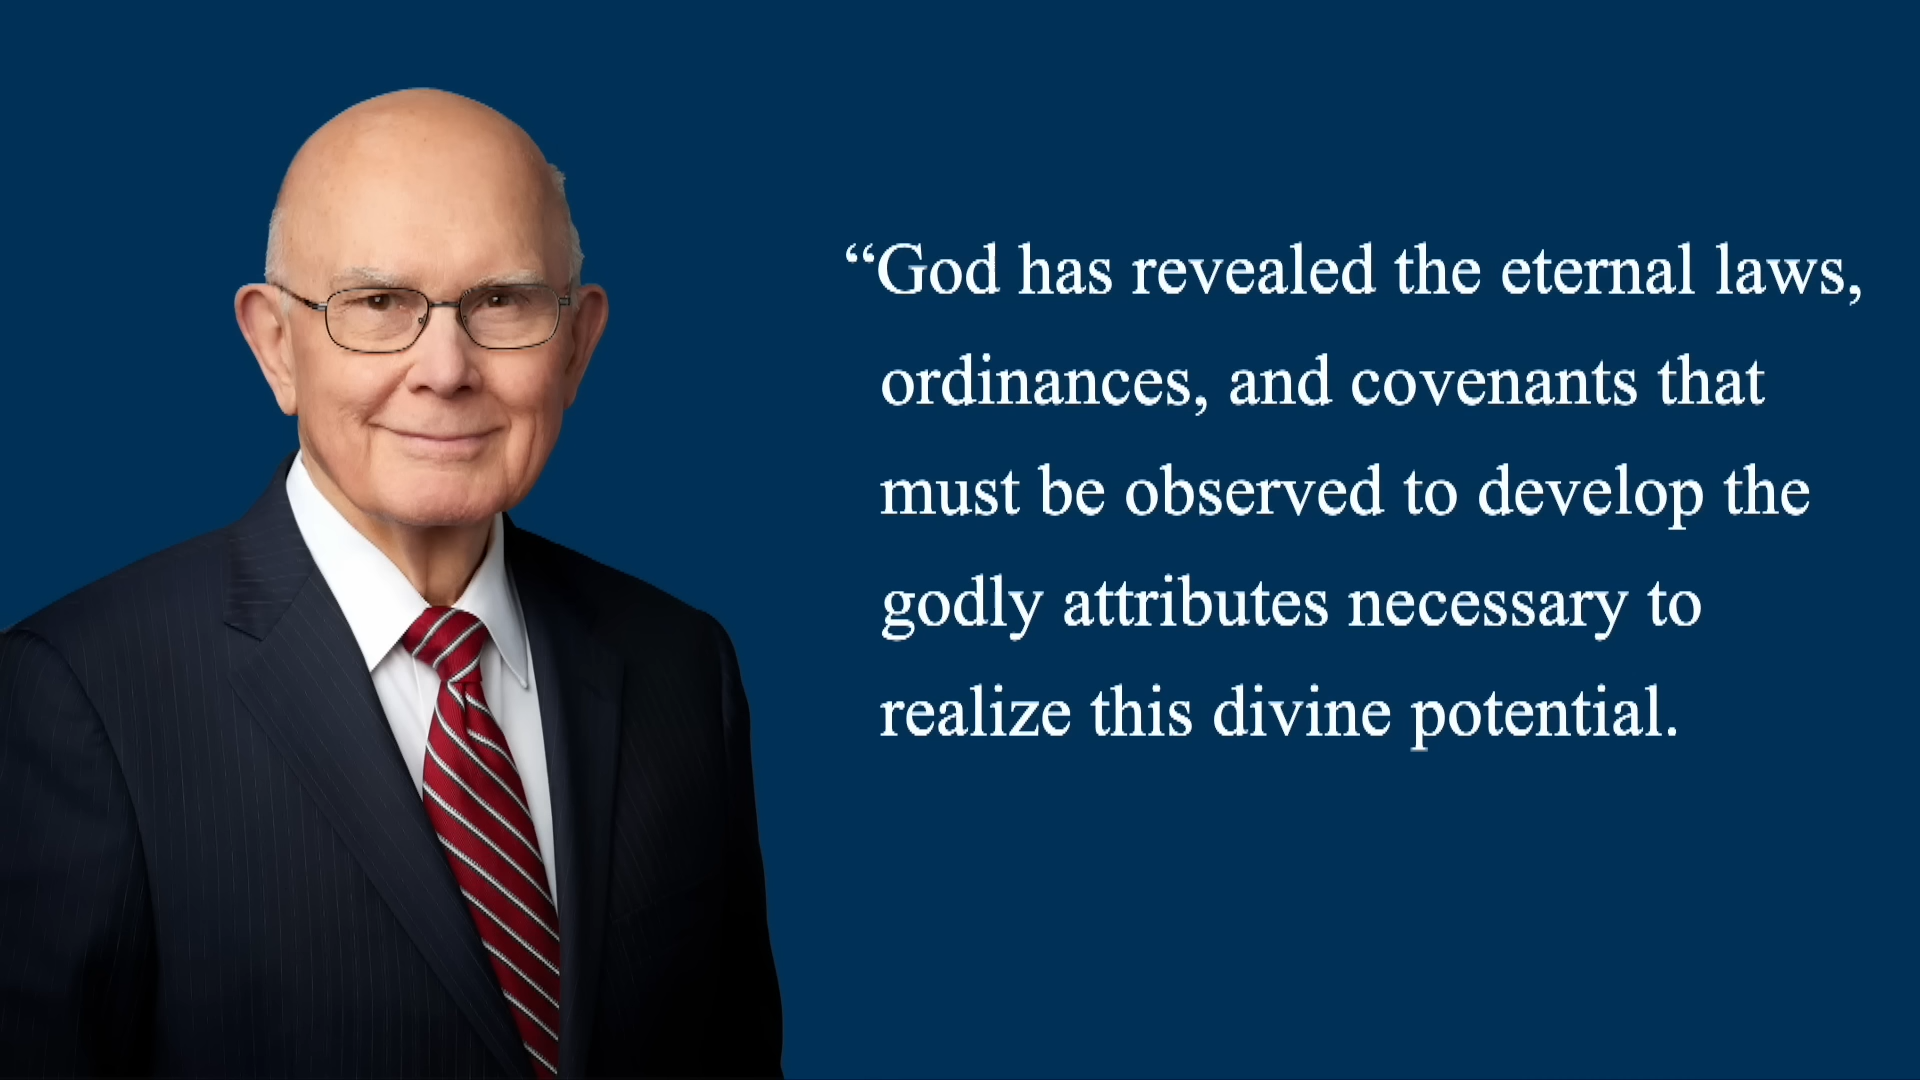 “God has revealed the eternal laws,
ordinances, and covenants that
must be observed to develop the
godly attributes necessary to
realize this divine potential.